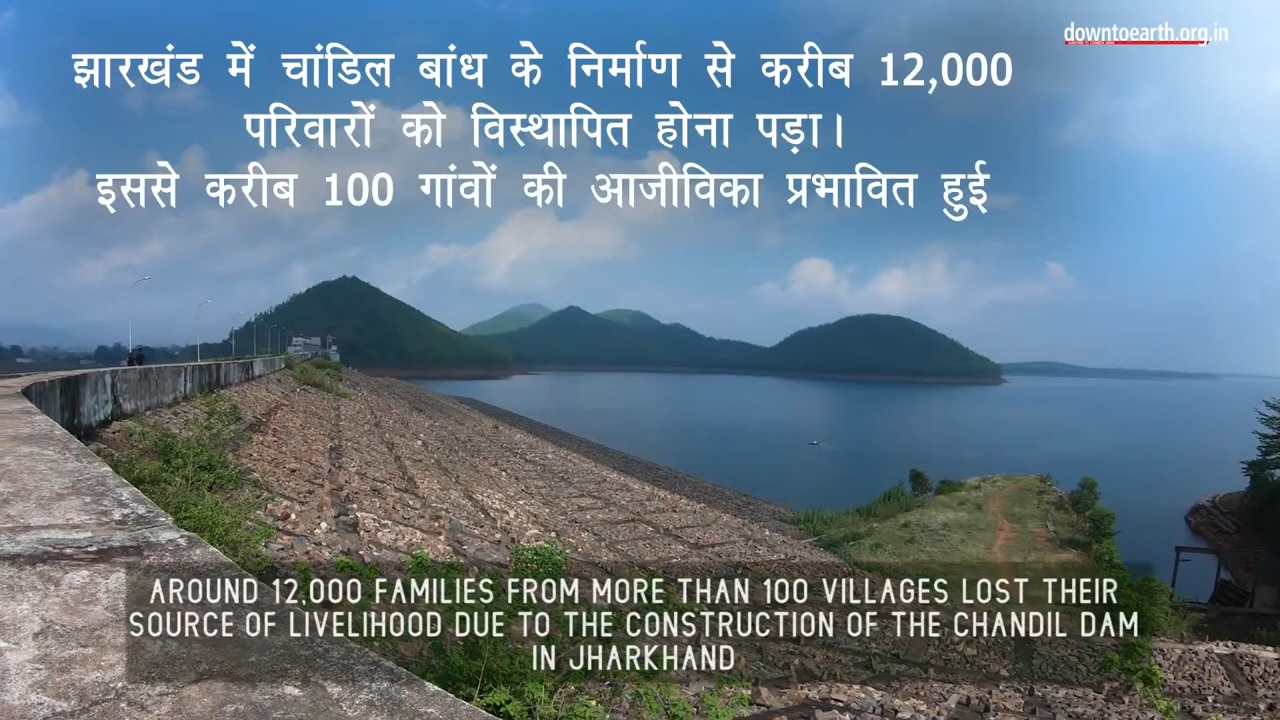 downtoearth.org.in
झारखंड में चांडिल बांध के निर्माण से करीब 12,000
परिवारों को विस्थापित होना पड़ा।
इससे करीब 100 गांवों की आजीविका प्रभावित हुई
AROUND 12,000 FAMILIES FROM MORE THAN 100 VILLAGES LOST THEIR
SOURCE OF LIVELIHOOD DUE TO THE CONSTRUCTION OF THE CHANDIL DAM
IN JHARKHAND